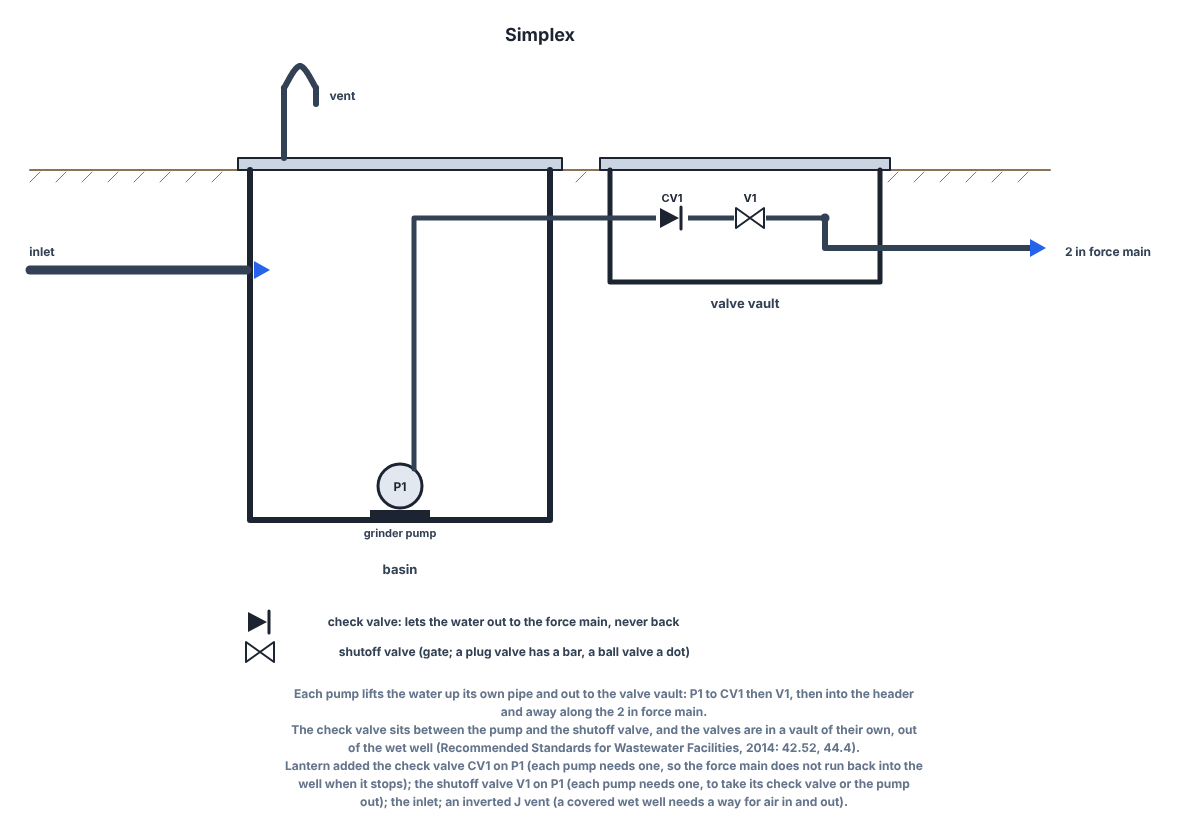 Simplex
vent
CV1
V1
inlet
2 in force main
valve vault
P1
grinder pump
basin
check valve: lets the water out to the force main, never back
shutoff valve (gate; a plug valve has a bar, a ball valve a dot)
Each pump lifts the water up its own pipe and out to the valve vault: P1 to CV1 then V1, then into the header
and away along the 2 in force main.
The check valve sits between the pump and the shutoff valve, and the valves are in a vault of their own, out
of the wet well (Recommended Standards for Wastewater Facilities, 2014: 42.52, 44.4).
Lantern added the check valve CV1 on P1 (each pump needs one, so the force main does not run back into the
well when it stops); the shutoff valve V1 on P1 (each pump needs one, to take its check valve or the pump
out); the inlet; an inverted J vent (a covered wet well needs a way for air in and out).